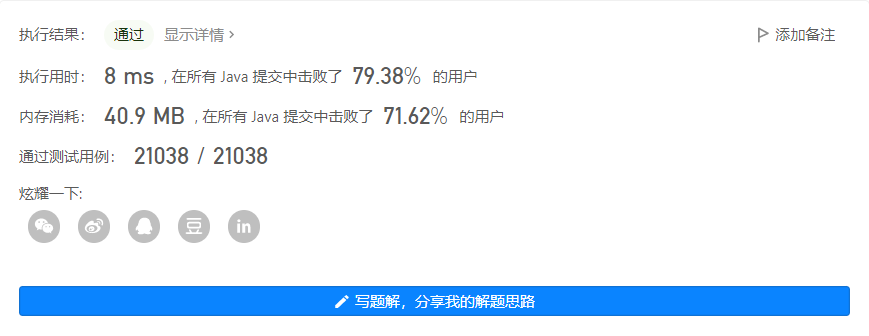 执行结果： 通过 显示详情 › 添加备注
执行用时： 8 ms , 在所有 Java 提交中击败了 79.38% 的用户
内存消耗： 40.9 MB , 在所有 Java 提交中击败了 71.62% 的用户
通过测试用例： 21038 / 21038
炫耀一下:
豆 in
写题解，分享我的解题思路